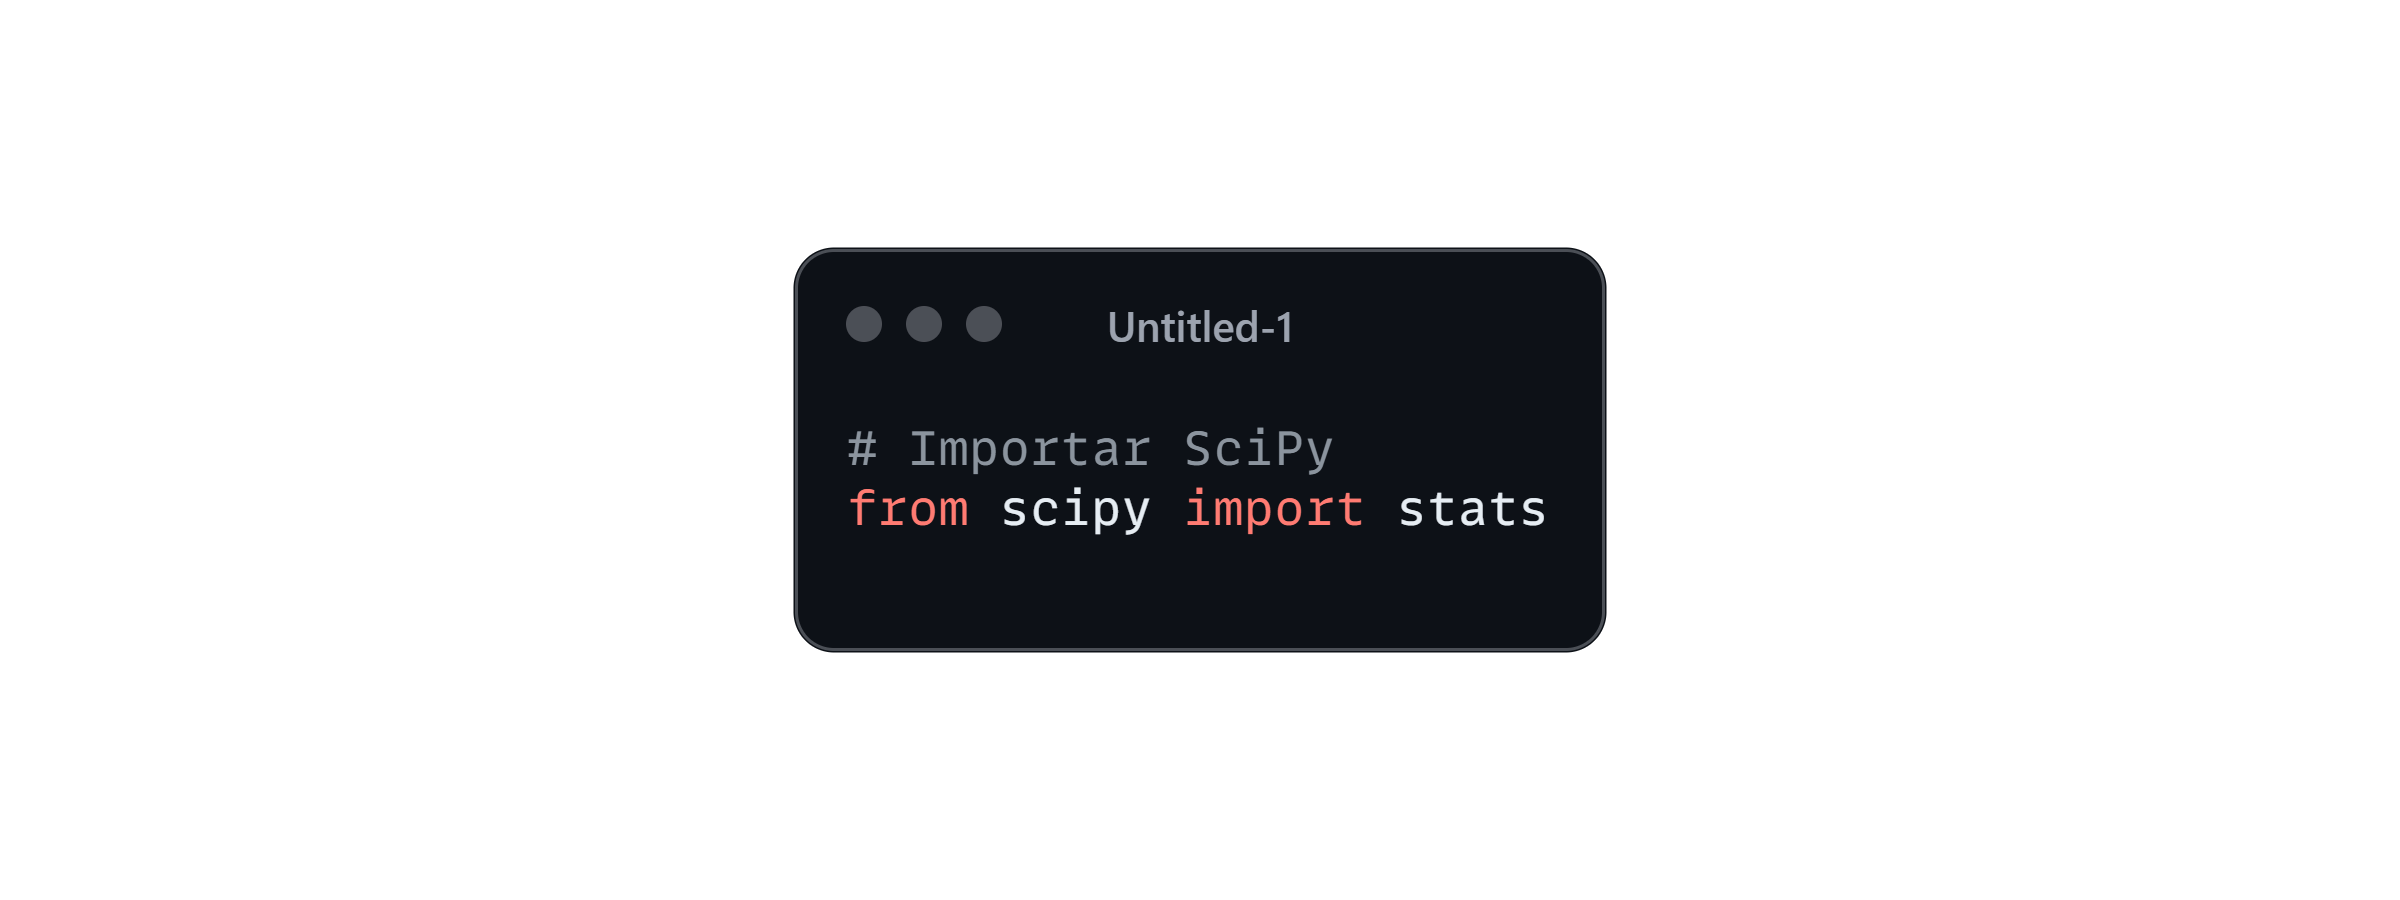 Untitled-1
# Importar SciPy
from scipy import stats